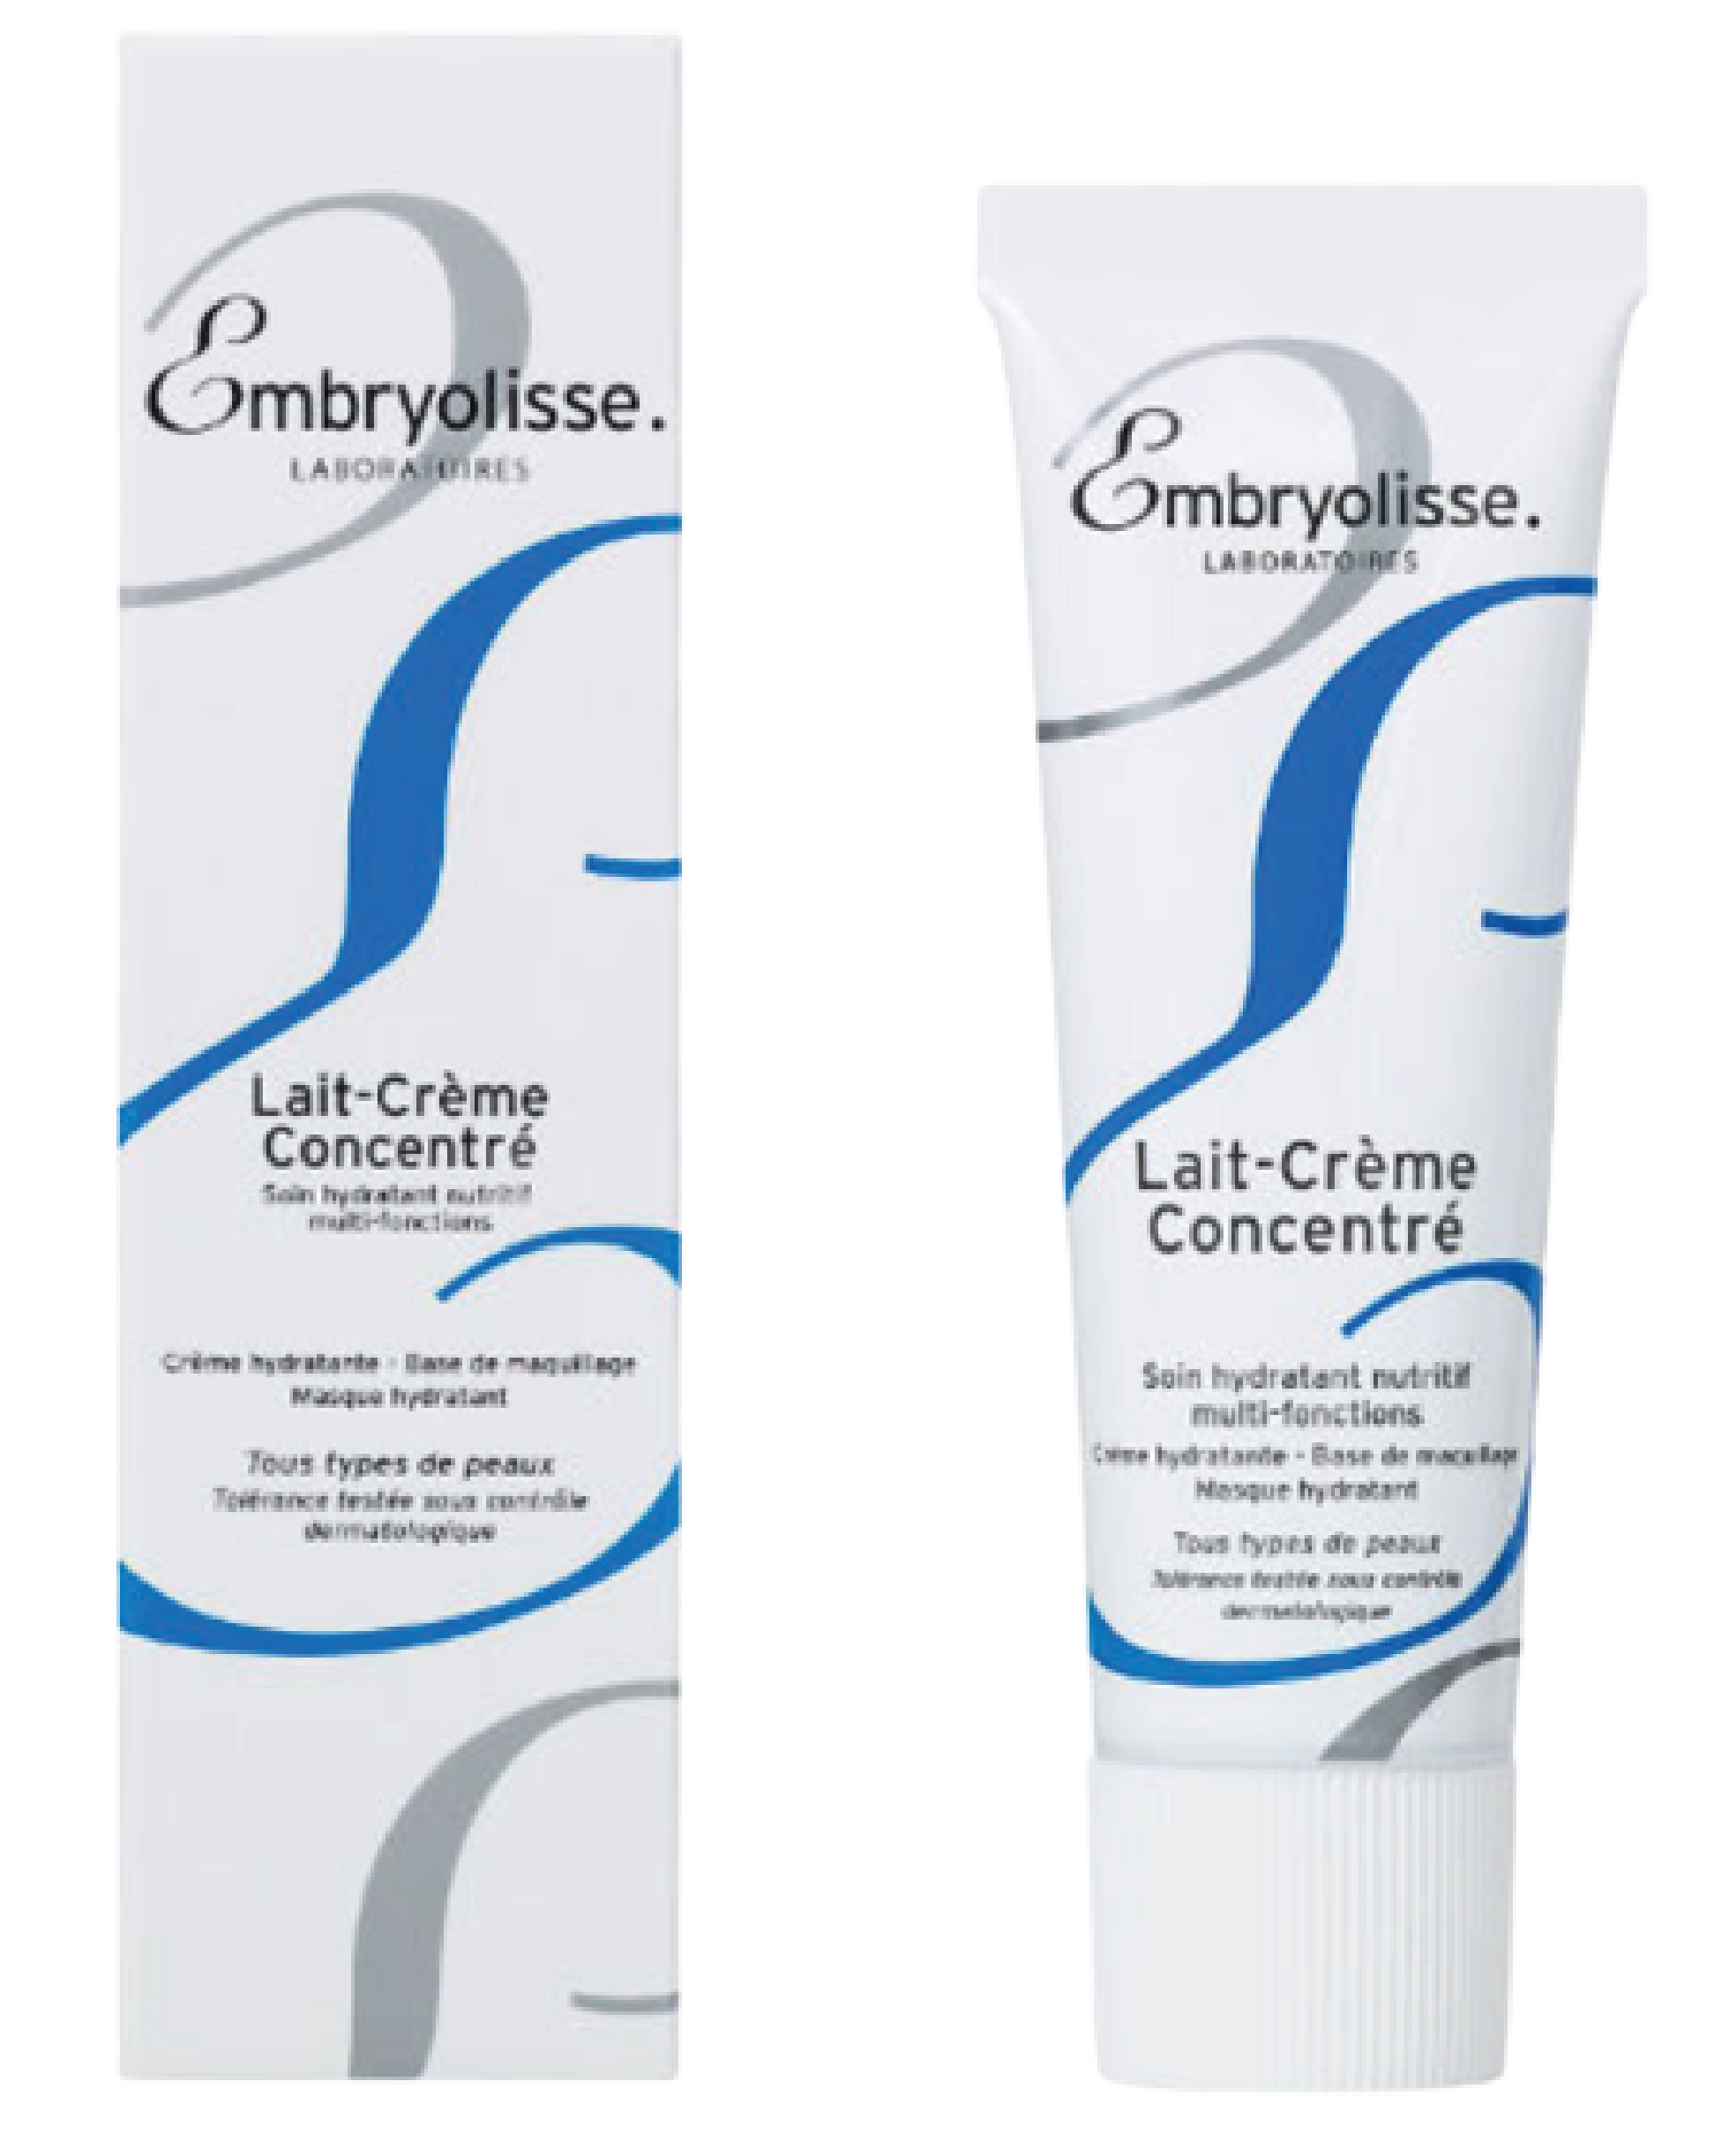 Embryolisse.
LABORATOIRES
Lait-Crème
Concentré
Soin hydratant nutritif
multi-fonctions
Crème hydratante - Base de maquillage
Masque hydratant
Tous types de peaux
Tolérance testée sous contrôle
dermatologique
Embryolisse.
LABORATOIRES
Lait-Crème
Concentré
Soin hydratant nutritif
multi-fonctions
Crème hydratante - Base de maquillage
Masque hydratant
Tous types de peaux
Tolérance testée sous contrôle
dermatologique